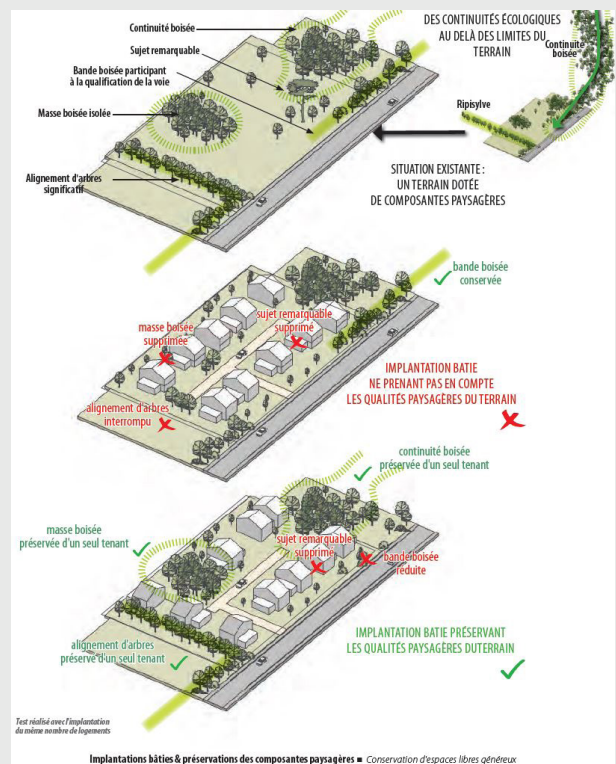 DES CONTINUITÉS ÉCOLOGIQUES
AU DELÀ DES LIMITES DU
TERRAIN
Continuité
boisée
Continuité boisée
Sujet remarquable
Bande boisée participant
à la qualification de la voie
Masse boisée isolée
Alignement d'arbres
significatif
Ripisylve
SITUATION EXISTANTE :
UN TERRAIN DOTÉE
DE COMPOSANTES PAYSAGÈRES
bande boisée
conservée
sujet remarquable
supprimé
masse boisée
supprimée
alignement d'arbres
interrompu
IMPLANTATION BATIE
NE PRENANT PAS EN COMPTE
LES QUALITÉS PAYSAGÈRES DU TERRAIN
continuité boisée
préservée d'un seul tenant
masse boisée
préservée d'un seul tenant
sujet remarquable
supprimé
bande boisée
réduite
alignement d'arbres
préservé d'un seul tenant
IMPLANTATION BATIE PRÉSERVANT
LES QUALITÉS PAYSAGÈRES DUTERRAIN
Test réalisé avec l'implantation
du même nombre de logements
Implantations bâties & préservations des composantes paysagères ■ Conservation d'espaces libres généreux